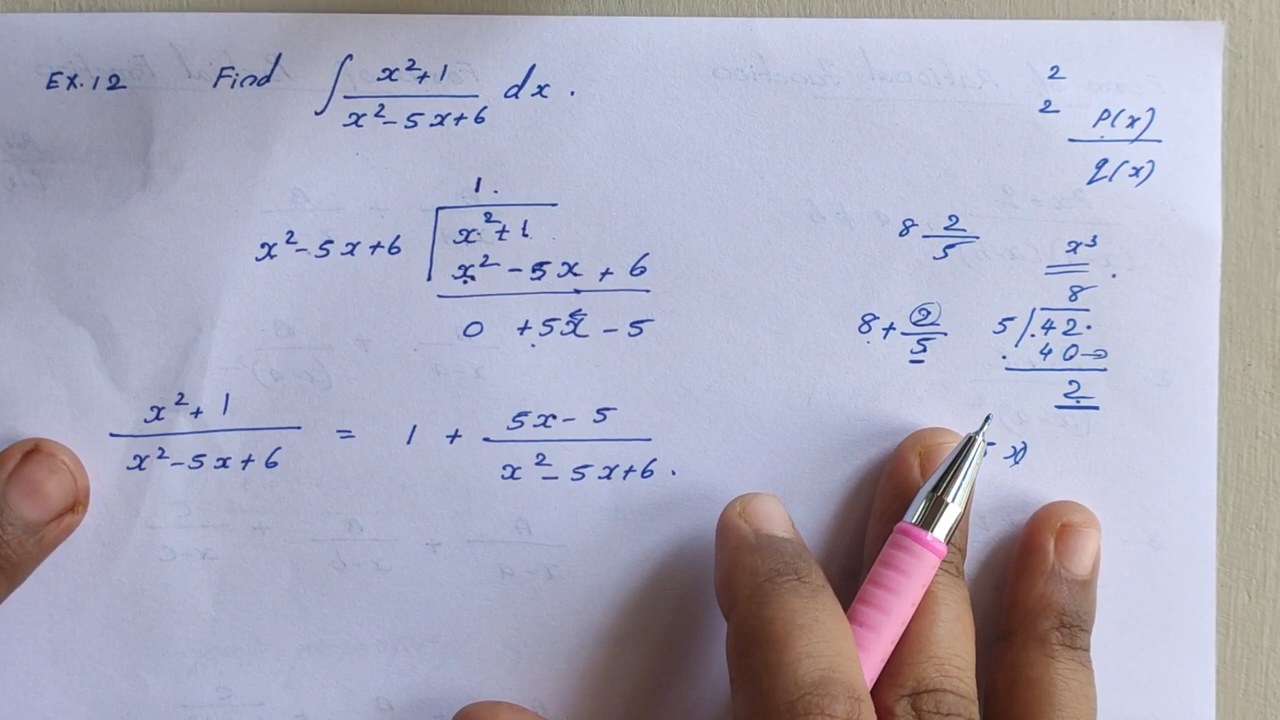 EX.12 Find ∫ x²+1 / x²-5x+6 dx.
2
2 p(x) / q(x)
1.
x²-5x+6 x²+1
x² - 5x + 6
0 +5x - 5
8 2/5
x³.
8
8 + 2/5 5 42.
40
2
x²+1 / x²-5x+6 = 1 + 5x-5 / x²-5x+6.